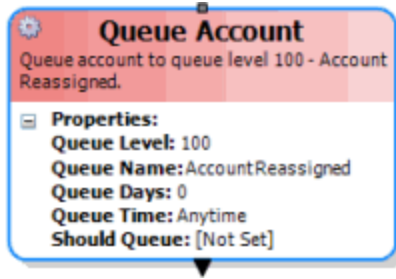 Queue Account
Queue account to queue level 100 - Account
Reassigned.
Properties:
Queue Level: 100
Queue Name: AccountReassigned
Queue Days: 0
Queue Time: Anytime
Should Queue: [Not Set]